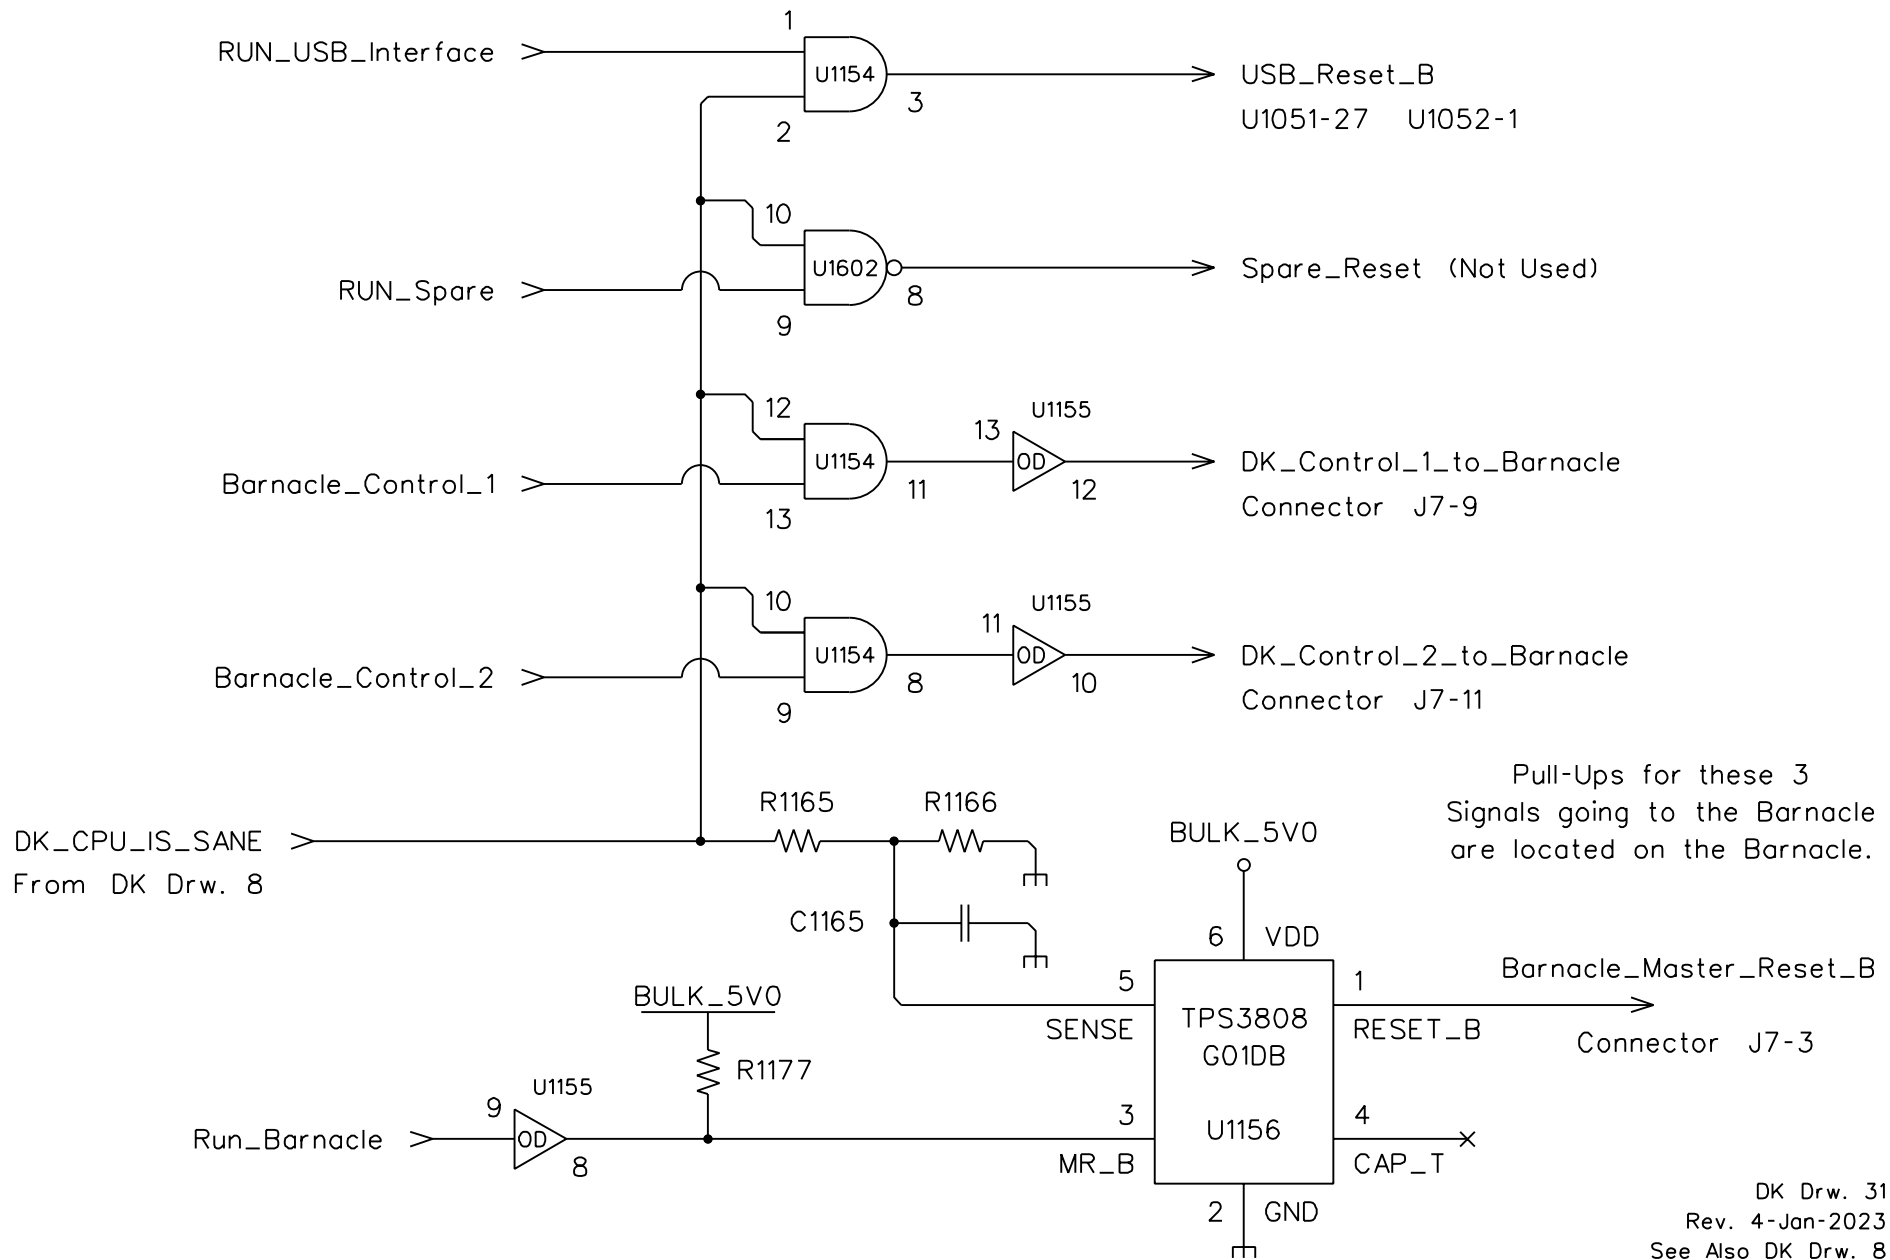 1
RUN_USB_Interface
U1154
USB_Reset_B
3
2
U1051-27 U1052-1
10
U1602
Spare_Reset (Not Used)
RUN_Spare
8
9
12
U1155
13
U1154
OD
DK_Control_1_to_Barnacle
Barnacle_Control_1
11
12
Connector J7-9
13
10
U1155
11
U1154
OD
DK_Control_2_to_Barnacle
Barnacle_Control_2
8
10
Connector J7-11
9
Pull-Ups for these 3
Signals going to the Barnacle
are located on the Barnacle.
R1165
R1166
BULK_5V0
DK_CPU_IS_SANE
From DK Drw. 8
C1165
6 VDD
Barnacle_Master_Reset_B
5
1
BULK_5V0
TPS3808
G01DB
SENSE
RESET_B
Connector J7-3
R1177
U1155
9
3
4
Run_Barnacle
OD
U1156
8
MR_B
CAP_T
2 GND
DK Drw. 31
Rev. 4-Jan-2023
See Also DK Drw. 8